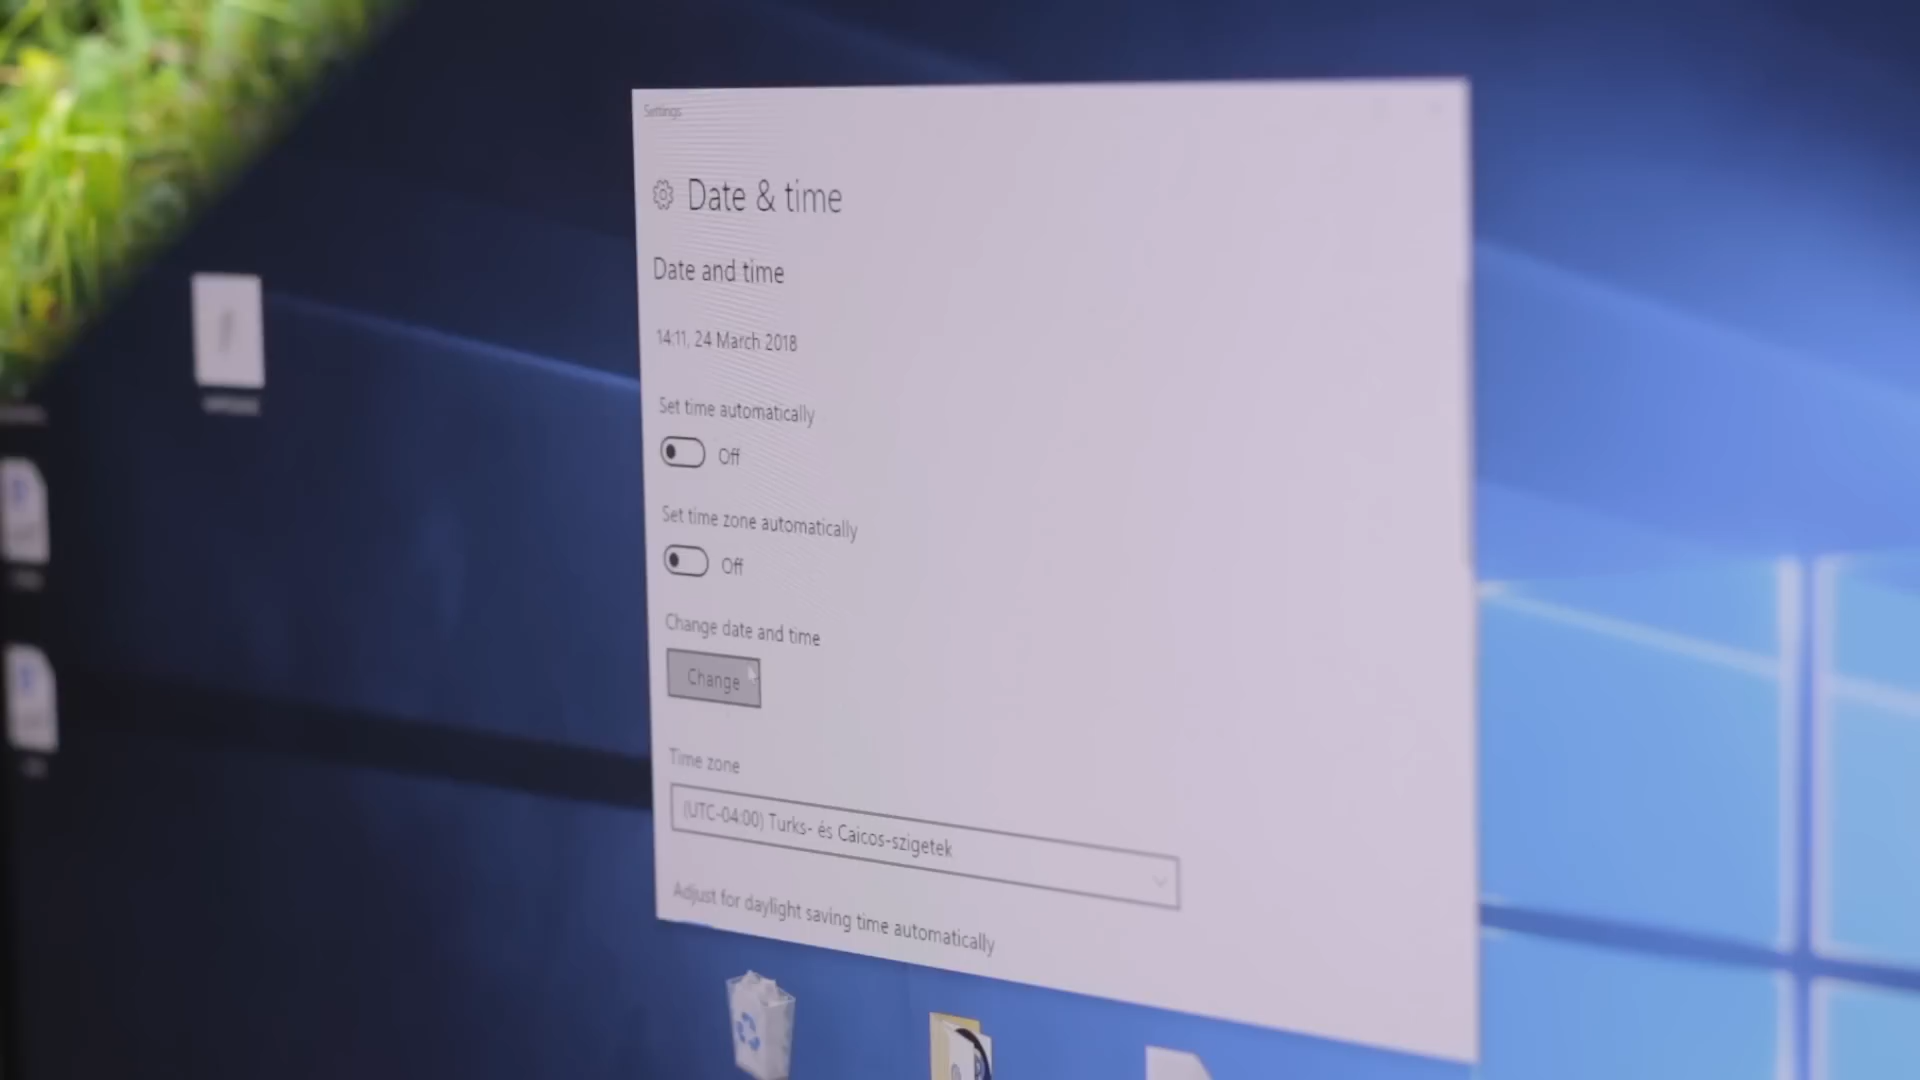 Settings
Date & time
Date and time
14:11, 24 March 2018
Set time automatically
Off
Set time zone automatically
Off
Change date and time
Change
Time zone
(UTC-04:00) Turks- és Caicos-szigetek
Adjust for daylight saving time automatically